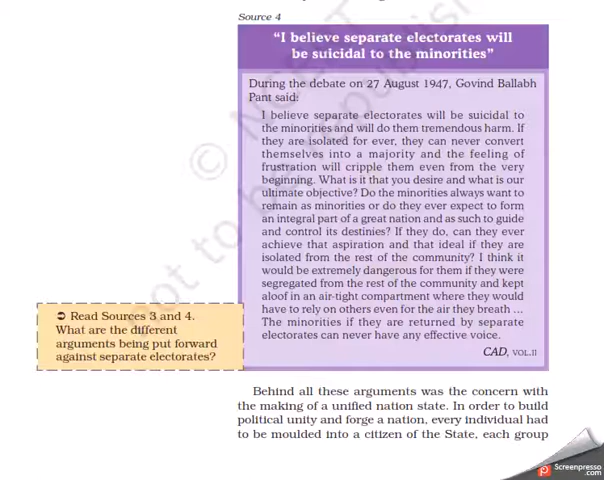 Source 4
"I believe separate electorates will
be suicidal to the minorities"
During the debate on 27 August 1947, Govind Ballabh
Pant said:
I believe separate electorates will be suicidal to
the minorities and will do them tremendous harm. If
they are isolated for ever, they can never convert
themselves into a majority and the feeling of
frustration will cripple them even from the very
beginning. What is it that you desire and what is our
ultimate objective? Do the minorities always want to
remain as minorities or do they ever expect to form
an integral part of a great nation and as such to guide
and control its destinies? If they do, can they ever
achieve that aspiration and that ideal if they are
isolated from the rest of the community? I think it
would be extremely dangerous for them if they were
segregated from the rest of the community and kept
aloof in an air-tight compartment where they would
have to rely on others even for the air they breath ...
The minorities if they are returned by separate
electorates can never have any effective voice.
CAD, VOL.II
➲ Read Sources 3 and 4.
What are the different
arguments being put forward
against separate electorates?
Behind all these arguments was the concern with
the making of a unified nation state. In order to build
political unity and forge a nation, every individual had
to be moulded into a citizen of the State, each group
© N
not to be republish
Screenpresso
.com